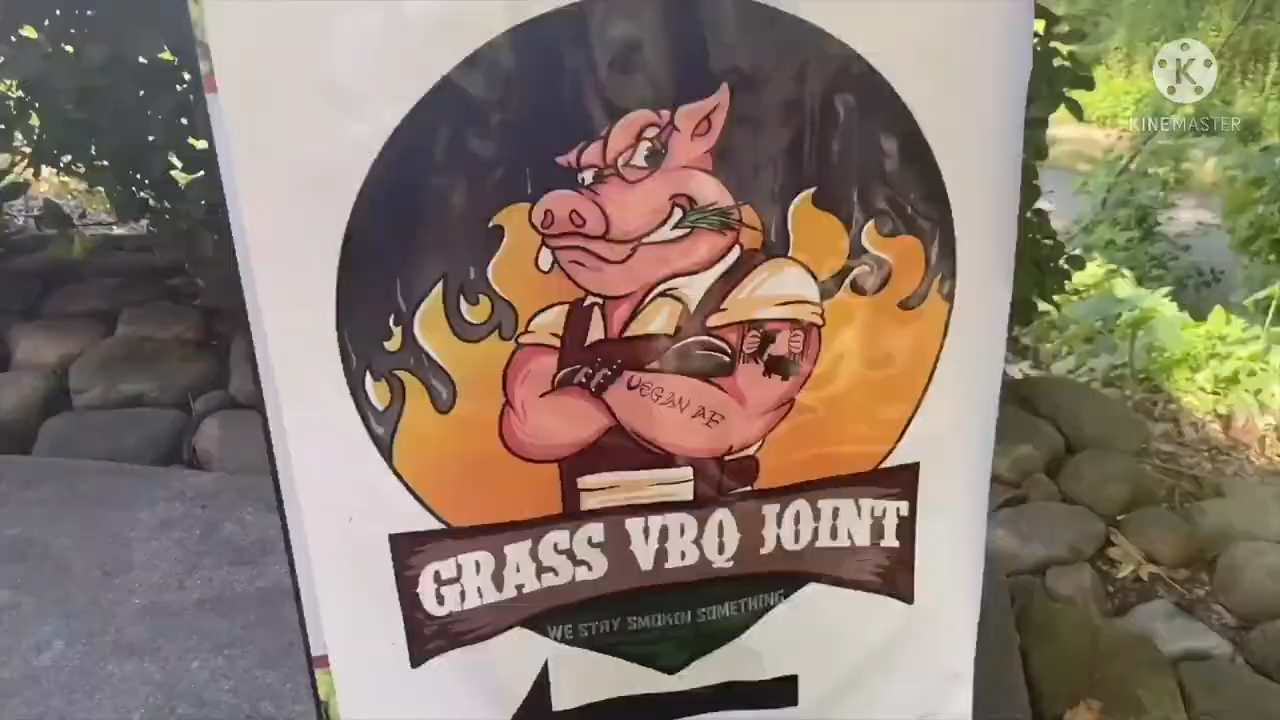 K
KINEMASTER
VEGAN AF
GRASS VBQ JOINT
WE STAY SMOKIN SOMETHING